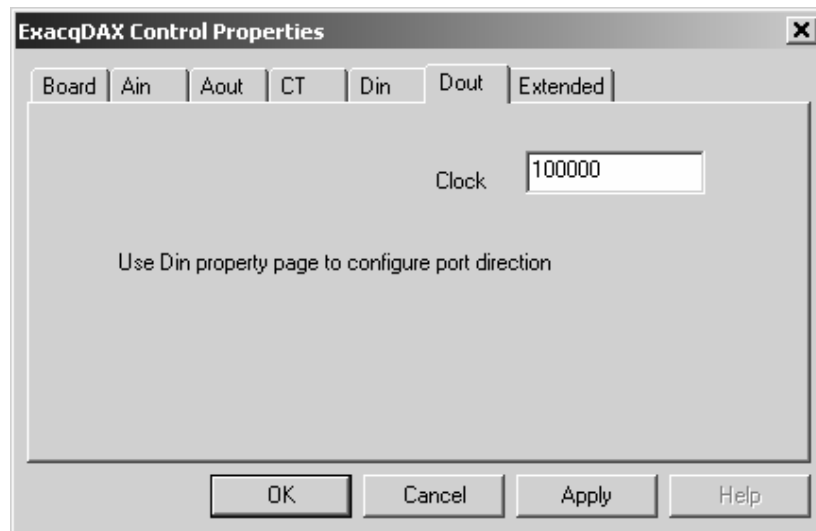 ExacqDAX Control Properties
Board Ain Aout CT Din Dout Extended
Clock 100000
Use Din property page to configure port direction
OK Cancel Apply Help